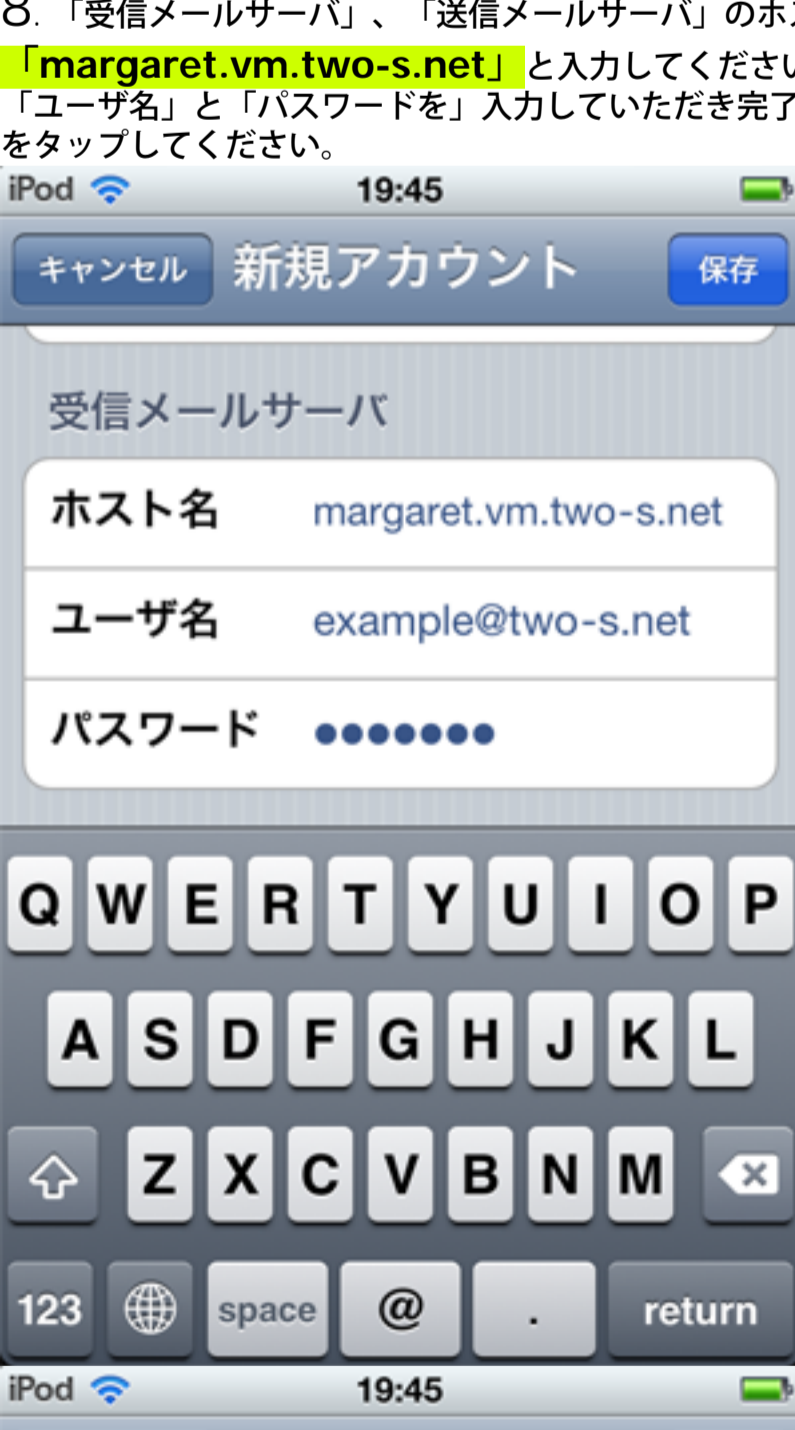 8. 「受信メールサーバ」、「送信メールサーバ」のホ
「margaret.vm.two-s.net」と入力してください
「ユーザ名」と「パスワードを」入力していただき完了
をタップしてください。
iPod 19:45
キャンセル 新規アカウント 保存
受信メールサーバ
ホスト名 margaret.vm.two-s.net
ユーザ名 example@two-s.net
パスワード ●●●●●●●
Q W E R T Y U I O P
A S D F G H J K L
Z X C V B N M
123 space @ . return
iPod 19:45